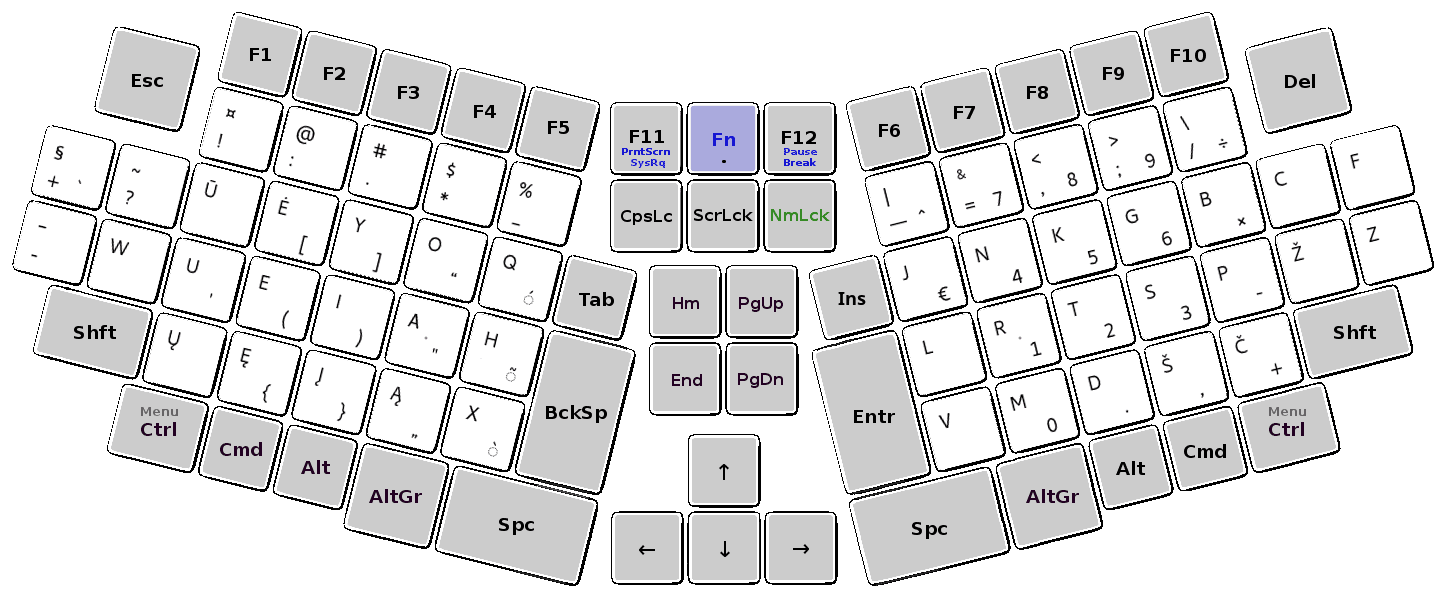 Esc F1 F2 F3 F4 F5 F6 F7 F8 F9 F10 Del
F11 Fn F12
PrntScrn SysRq . Pause Break
¤ ! @ : # . $ * % _ | __ ˆ & = 7 < , 8 > ; 9 \ / ÷
CpsLc ScrLck NmLck
§ + ` ~ ? Ū Ė [ Y ] O “ Q ó J € N 4 K 5 G 6 B × C F
Tab Hm PgUp Ins
– - W U ' E ( I ) A . " H õ L R . 1 T 2 S 3 P - Ž Z
End PgDn
Shft Ų Ę { Į } Ą „ X ò BckSp Entr V M 0 D . Š , Č + Shft
Menu Ctrl Cmd Alt AltGr Spc ↑ Spc AltGr Alt Cmd Menu Ctrl
← ↓ →